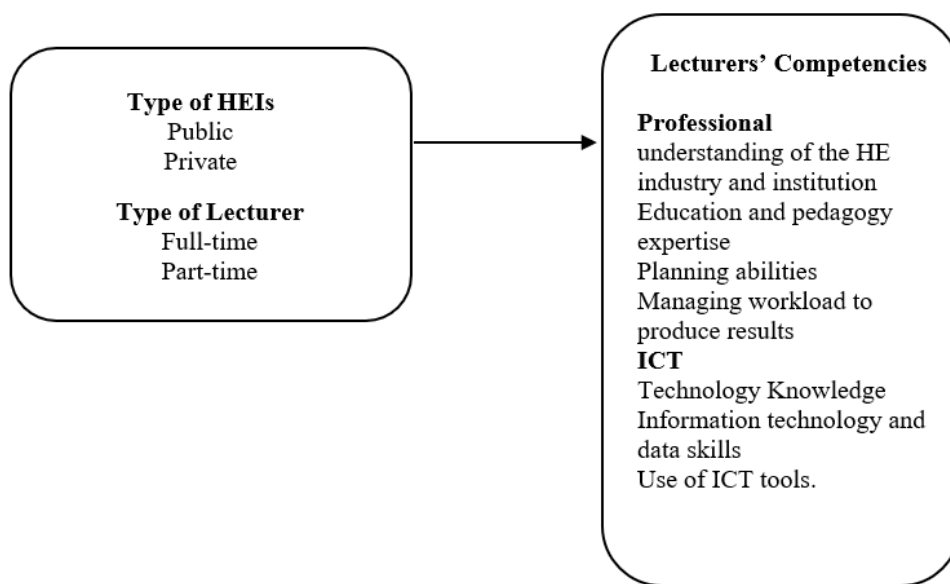 Type of HEIs
Public
Private
Type of Lecturer
Full-time
Part-time
Lecturers’ Competencies
Professional
understanding of the HE
industry and institution
Education and pedagogy
expertise
Planning abilities
Managing workload to
produce results
ICT
Technology Knowledge
Information technology and
data skills
Use of ICT tools.